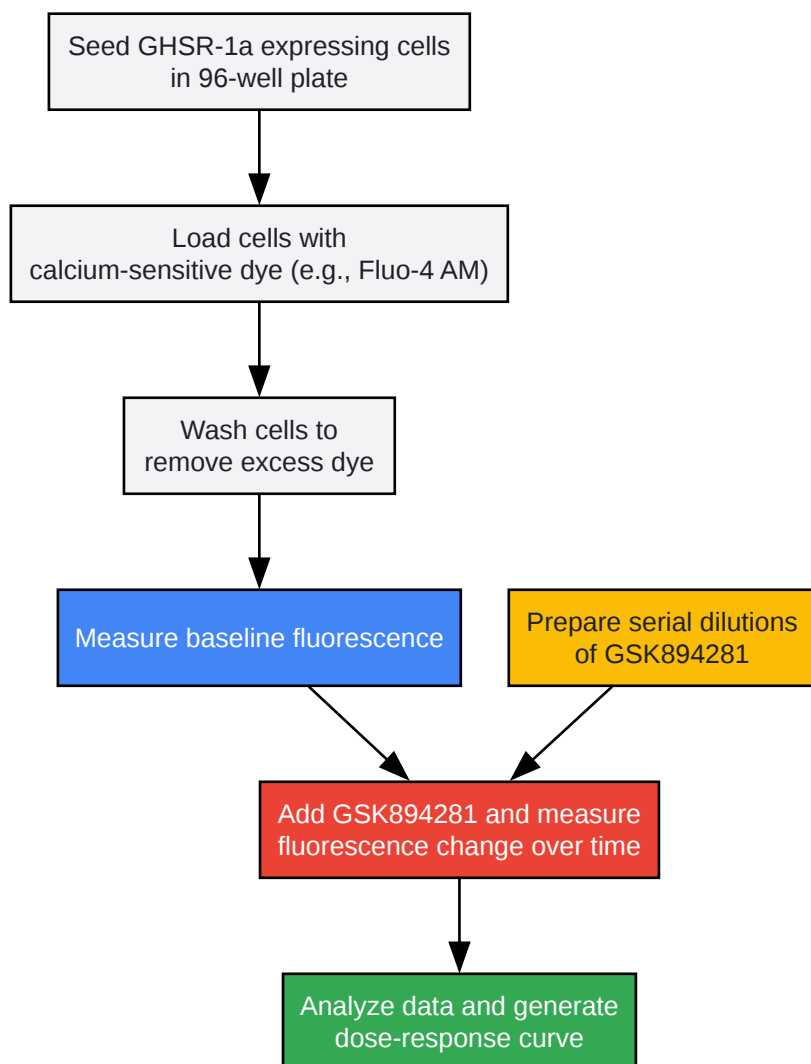 Seed GHSR-1a expressing cells
in 96-well plate
Load cells with
calcium-sensitive dye (e.g., Fluo-4 AM)
Wash cells to
remove excess dye
Measure baseline fluorescence
Prepare serial dilutions
of GSK894281
Add GSK894281 and measure
fluorescence change over time
Analyze data and generate
dose-response curve